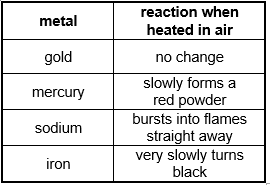 metal
reaction when
heated in air
gold
no change
mercury
slowly forms a
red powder
sodium
bursts into flames
straight away
iron
very slowly turns
black